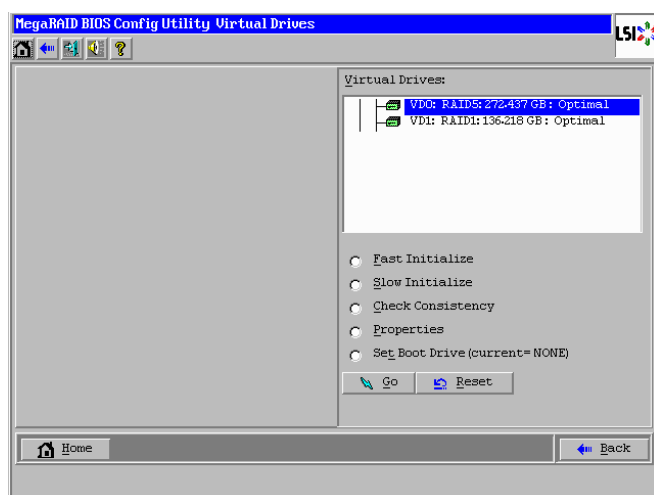 MegaRAID BIOS Config Utility Virtual Drives
LSI
?
Virtual Drives:
VD0: RAID5: 272.437 GB: Optimal
VD1: RAID1: 136.218 GB: Optimal
Fast Initialize
Slow Initialize
Check Consistency
Properties
Set Boot Drive (current= NONE)
Go
Reset
Home
Back